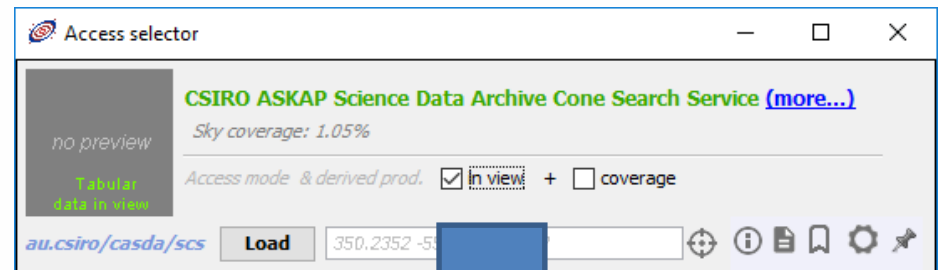 Access selector
CSIRO ASKAP Science Data Archive Cone Search Service (more...)
Sky coverage: 1.05%
no preview
Tabular
data in view
Access mode & derived prod. In view + coverage
au.csiro/casda/scs Load 350.2352